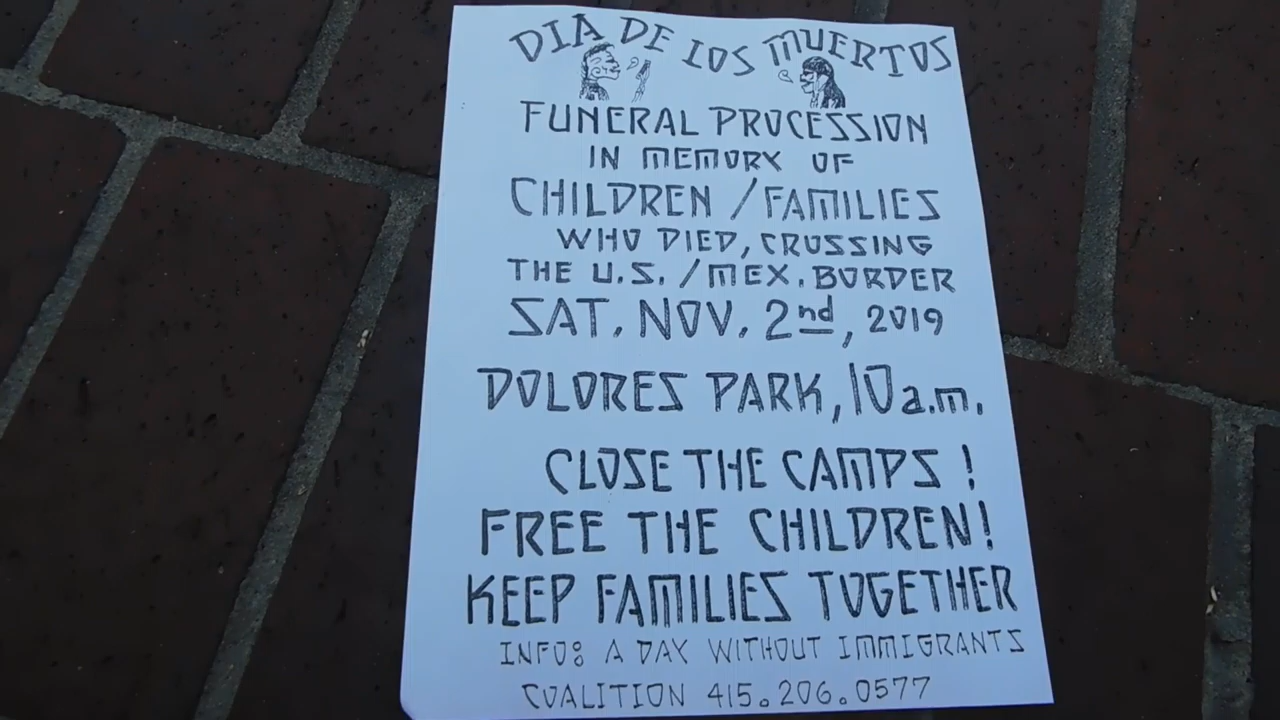 DIA DE LOS MUERTOS
FUNERAL PROCESSION
IN MEMORY OF
CHILDREN / FAMILIES
WHO DIED, CROSSING
THE U.S. / MEX. BORDER
SAT. NOV. 2nd, 2019
DOLORES PARK, 10 a.m.
CLOSE THE CAMPS !
FREE THE CHILDREN!
KEEP FAMILIES TOGETHER
INFO: A DAY WITHOUT IMMIGRANTS
COALITION 415.206.0577